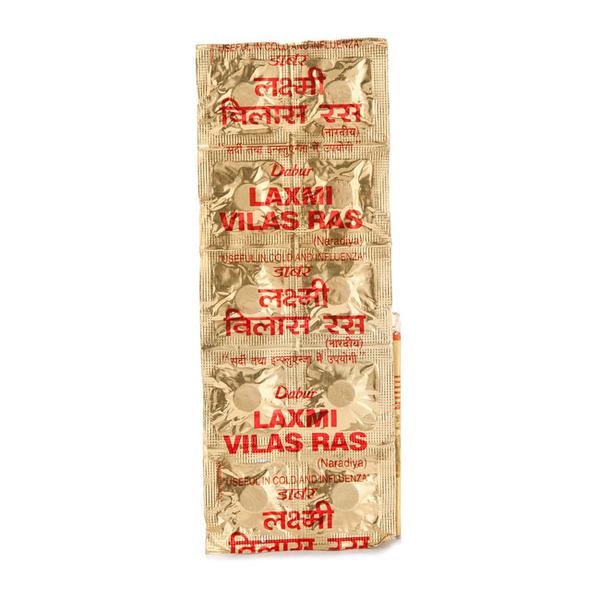 "USEFUL IN COLD AND INFLUENZA"
डाबर
लक्ष्मी
विलास रस
(नारदीय)
"सर्दी तथा इन्फ्लुएन्जा में उपयोगी"
Dabur
LAXMI
VILAS RAS
(Naradiya)
"USEFUL IN COLD AND INFLUENZA"
डाबर
लक्ष्मी
विलास रस
(नारदीय)
"सर्दी तथा इन्फ्लुएन्जा में उपयोगी"
Dabur
LAXMI
VILAS RAS
(Naradiya)
"USEFUL IN COLD AND INFLUENZA"
डाबर
लक्ष्मी
विलास रस